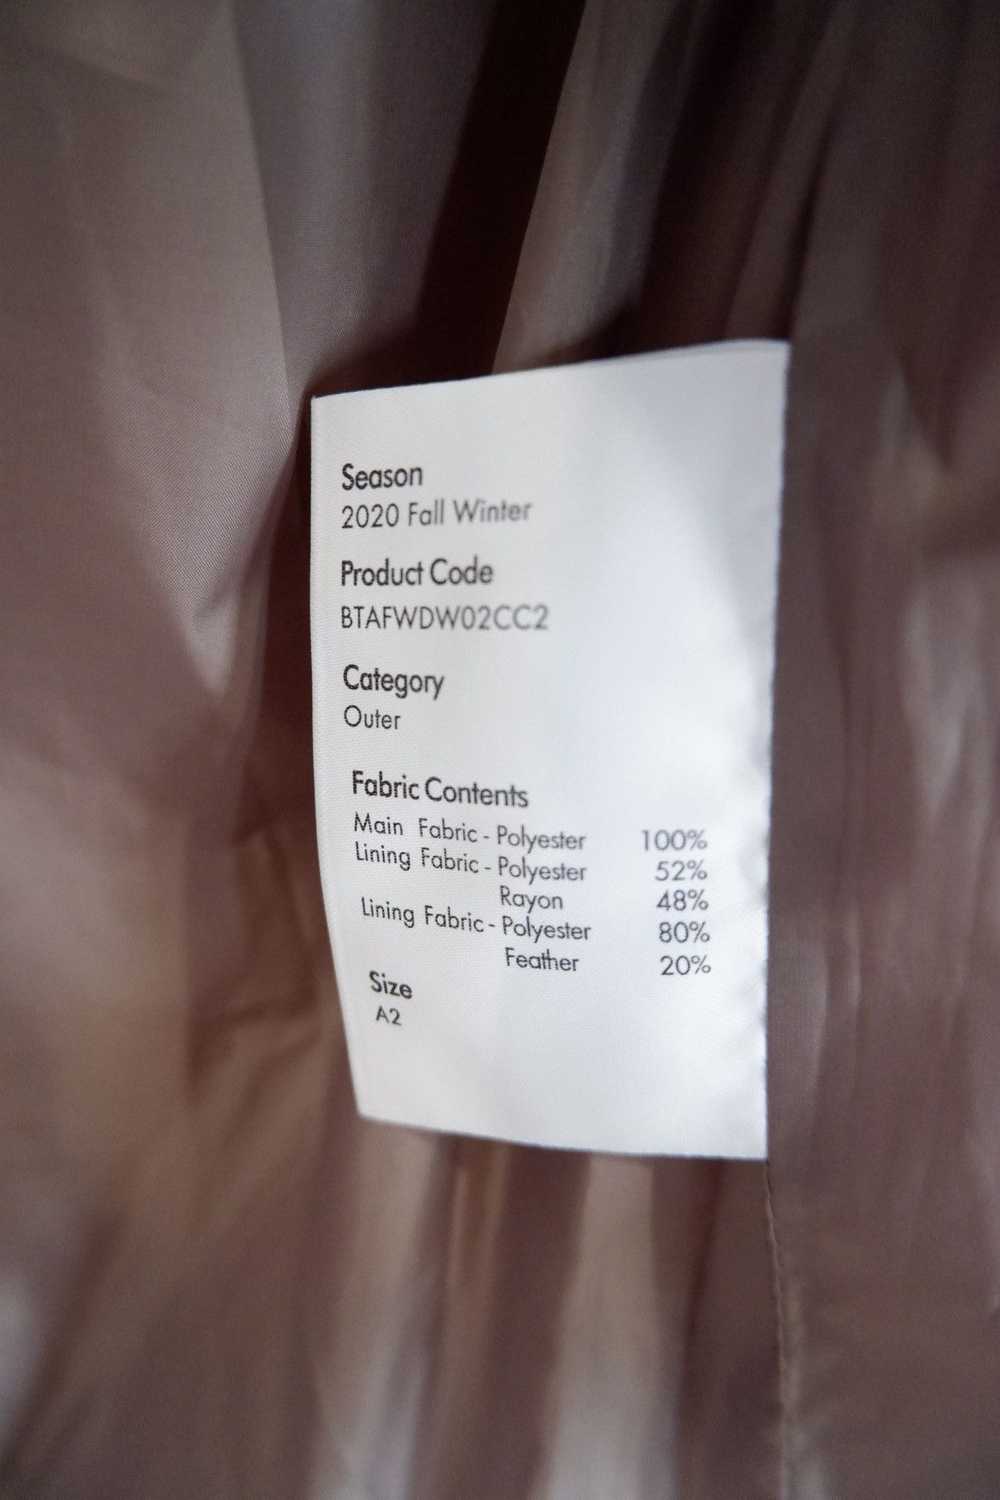 Season
2020 Fall Winter
Product Code
BTAFWDW02CC2
Category
Outer
Fabric Contents
Main Fabric - Polyester 100%
Lining Fabric - Polyester 52%
Rayon 48%
Lining Fabric - Polyester 80%
Feather 20%
Size
A2